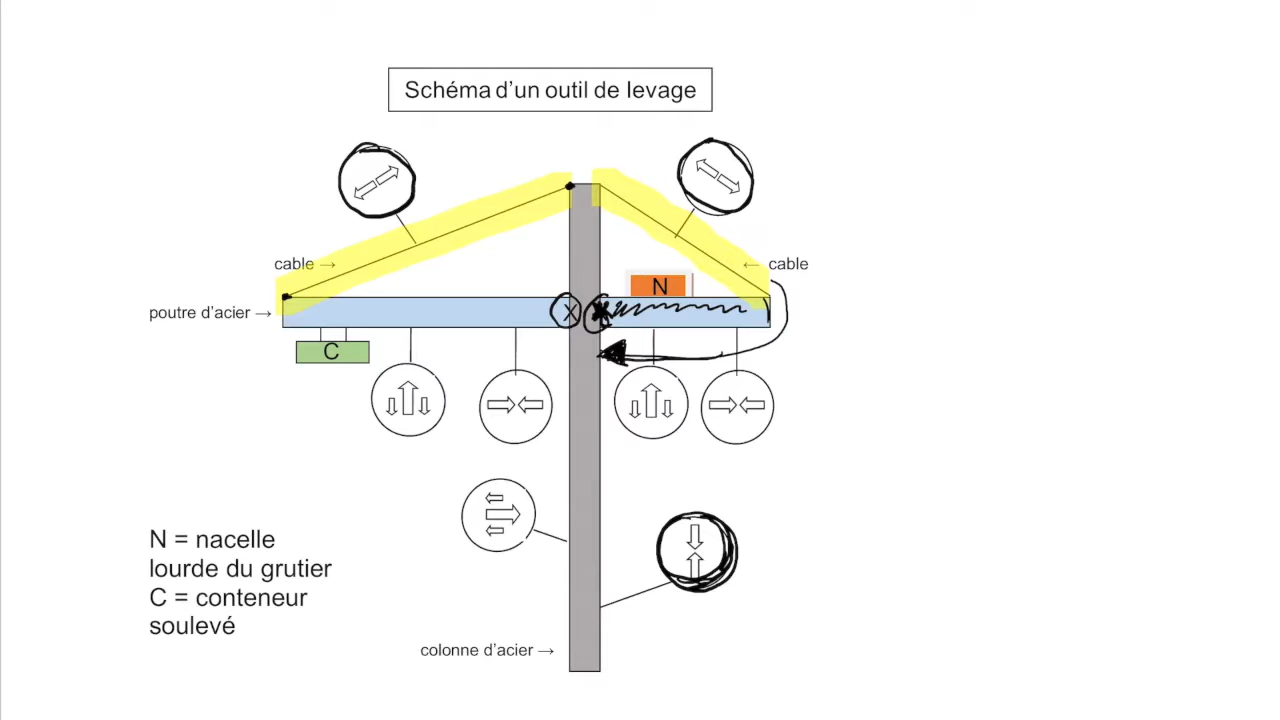 Schéma d'un outil de levage
cable →
← cable
N
poutre d'acier →
X
C
N = nacelle
lourde du grutier
C = conteneur
soulevé
colonne d'acier →